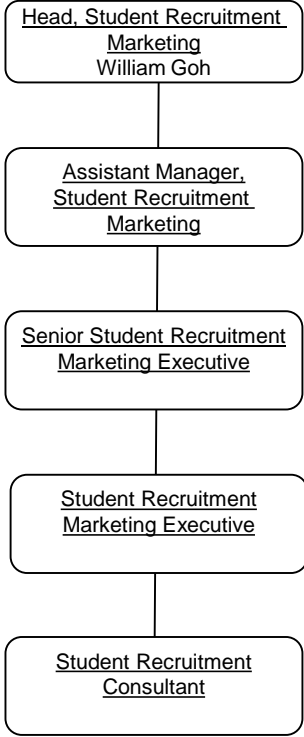 Head, Student Recruitment
Marketing
William Goh
Assistant Manager,
Student Recruitment
Marketing
Senior Student Recruitment
Marketing Executive
Student Recruitment
Marketing Executive
Student Recruitment
Consultant